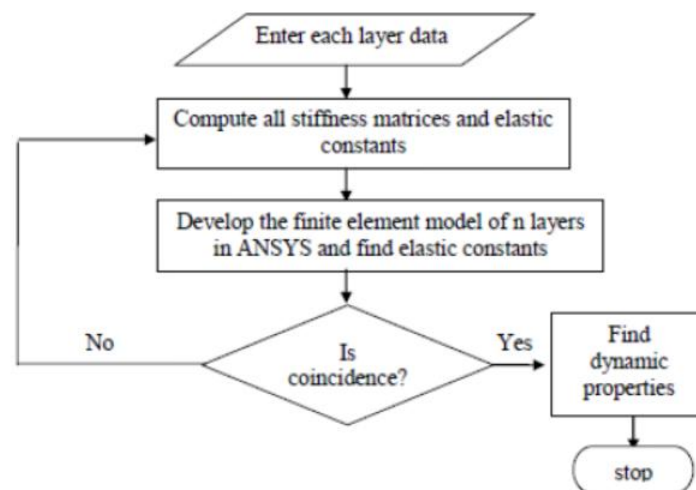 Enter each layer data
Compute all stiffness matrices and elastic
constants
Develop the finite element model of n layers
in ANSYS and find elastic constants
No
Is
coincidence?
Yes
Find
dynamic
properties
stop